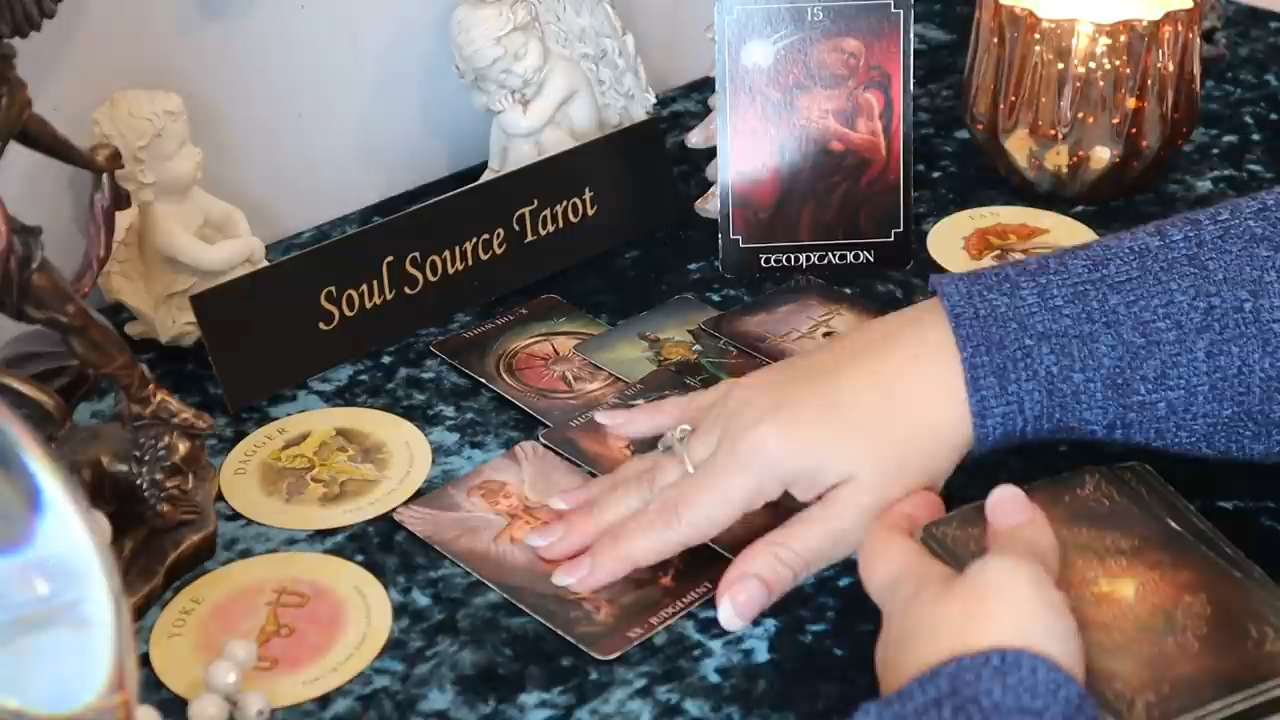 15
TEMPTATION
Soul Source Tarot
FAN
DAGGER
YOKE
XX · JUDGEMENT